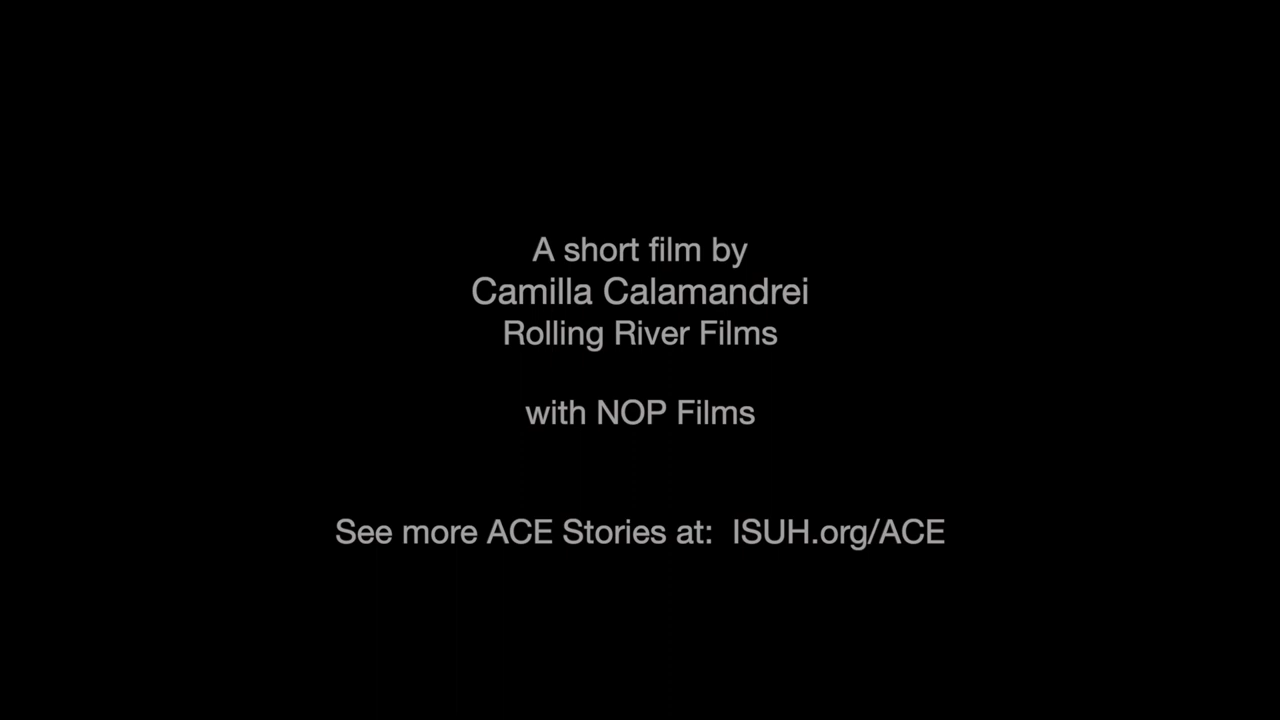 A short film by
Camilla Calamandrei
Rolling River Films
with NOP Films
See more ACE Stories at:  ISUH.org/ACE